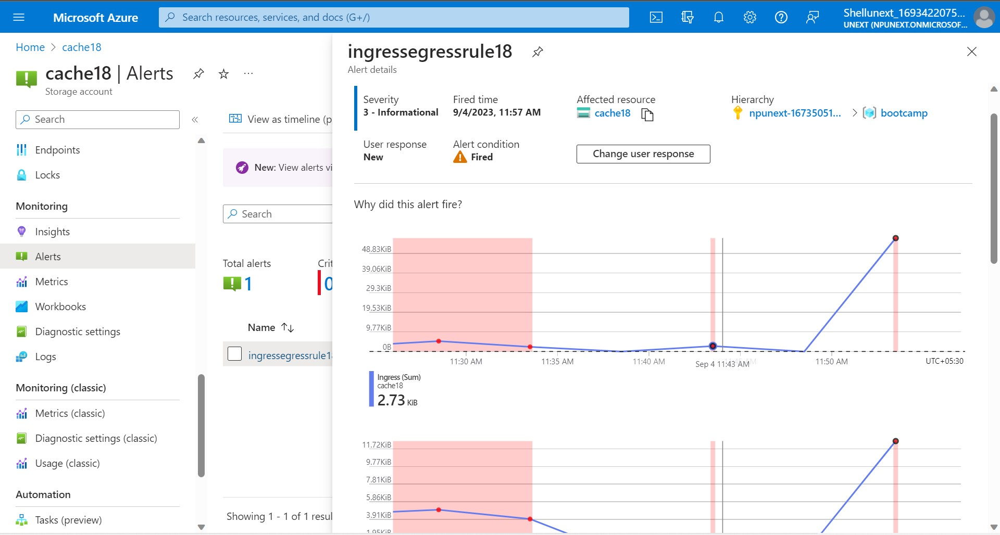 Microsoft Azure
Search resources, services, and docs (G+/)
Shellunext_1693422075...
UNEXT (NPUNEXT.ONMICROSOF...
Home > cache18
cache18 | Alerts
Storage account
Search
Endpoints
Locks
Monitoring
Insights
Alerts
Metrics
Workbooks
Diagnostic settings
Logs
Monitoring (classic)
Metrics (classic)
Diagnostic settings (classic)
Usage (classic)
Automation
Tasks (preview)
View as timeline (p
New: View alerts vi
Search
Total alerts
1
Crit
0
Name
ingressegressrule1
Showing 1 - 1 of 1 resul
ingressegressrule18
Alert details
Severity
3 - Informational
Fired time
9/4/2023, 11:57 AM
Affected resource
cache18
Hierarchy
npunext-16735051... > bootcamp
User response
New
Alert condition
Fired
Change user response
Why did this alert fire?
48.83KiB
39.06KiB
29.3KiB
19.53KiB
9.77KiB
0B
11:30 AM
11:35 AM
11:40 AM
Sep 4 11:43 AM
11:45 AM
11:50 AM
UTC+05:30
Ingress (Sum)
cache18
2.73 KiB
11.72KiB
9.77KiB
7.81KiB
5.86KiB
3.91KiB
1.95KiB